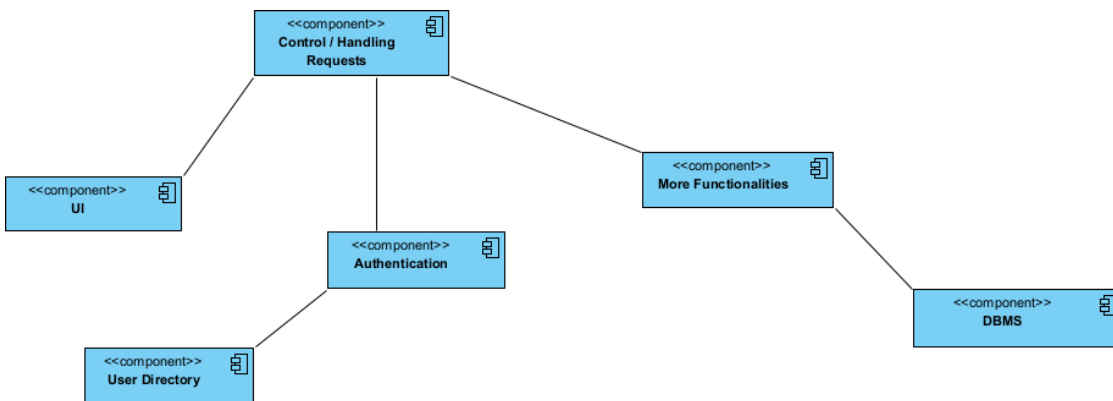 <<component>>
Control / Handling
Requests
<<component>>
More Functionalities
<<component>>
UI
<<component>>
Authentication
<<component>>
DBMS
<<component>>
User Directory